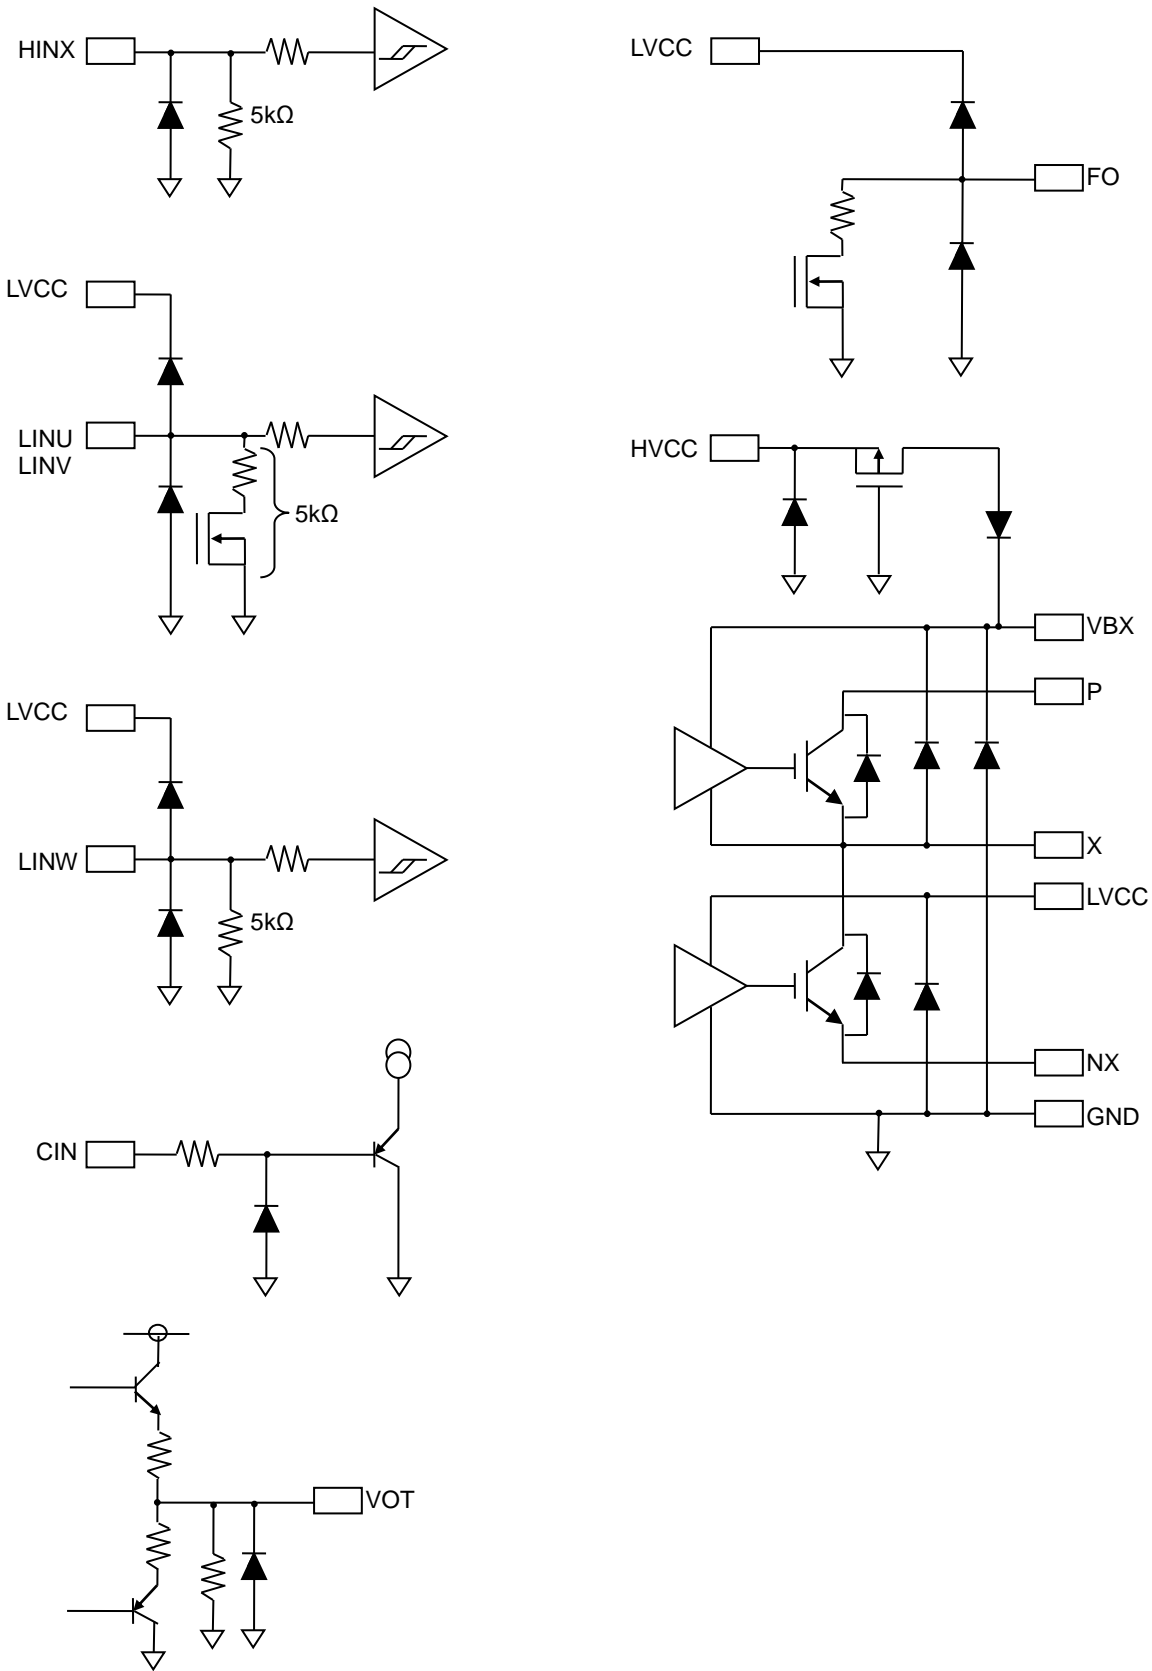 HINX
5kΩ
LVCC
LINU
LINV
5kΩ
LVCC
LINW
5kΩ
CIN
VOT
LVCC
FO
HVCC
VBX
P
X
LVCC
NX
GND